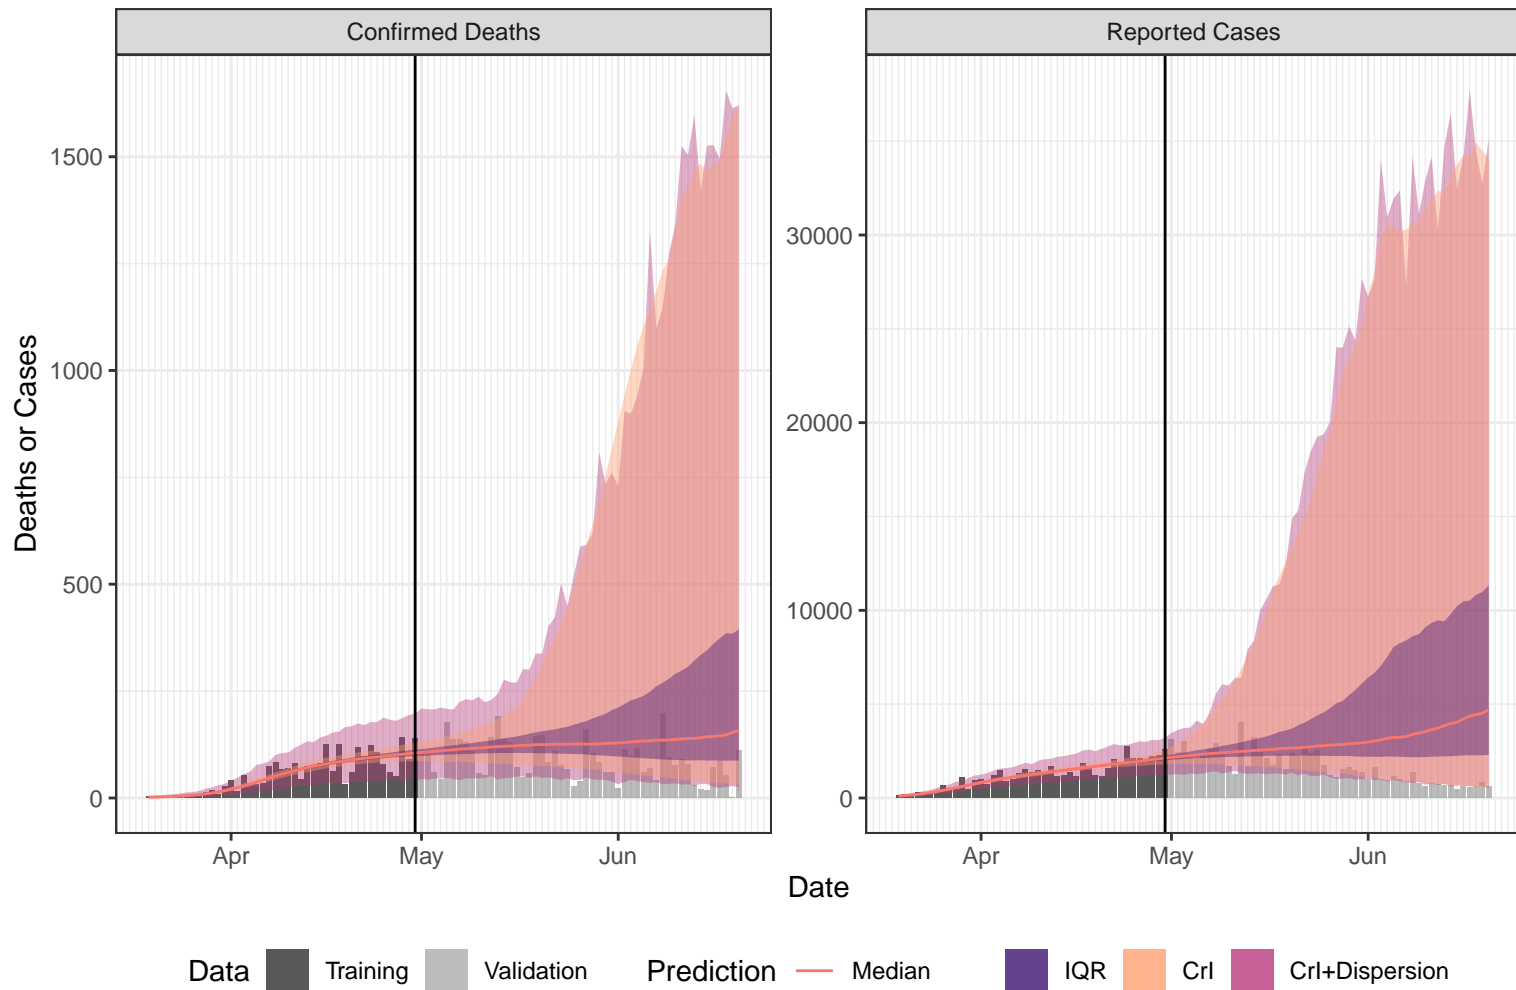 Confirmed Deaths
Reported Cases
Deaths or Cases
1500
1000
500
0
30000
20000
10000
0
Apr
May
Jun
Apr
May
Jun
Date
Data
Training
Validation
Prediction
Median
IQR
CrI
CrI+Dispersion